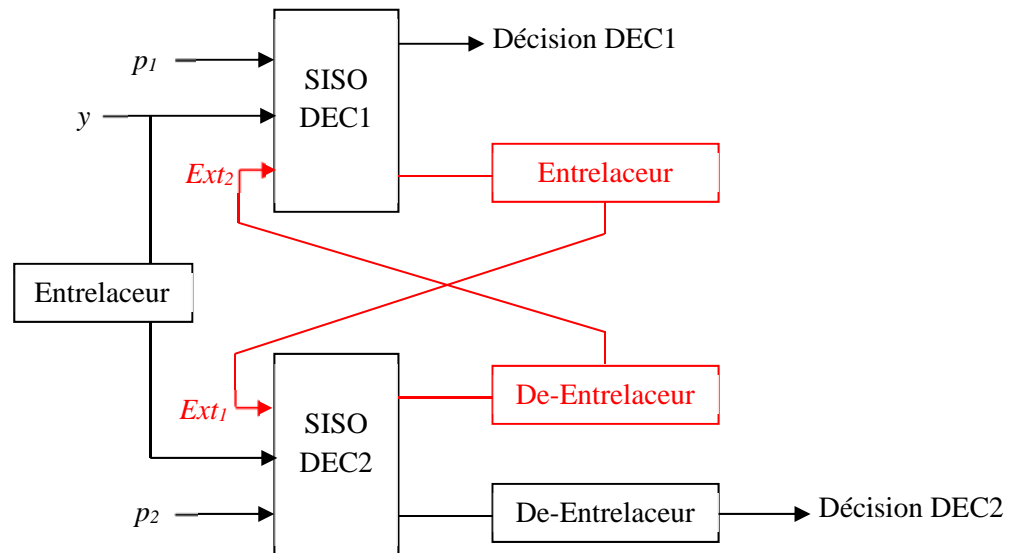 Décision DEC1
p1
SISO
DEC1
y
Ext2
Entrelaceur
Entrelaceur
De-Entrelaceur
Ext1
SISO
DEC2
p2
De-Entrelaceur
Décision DEC2